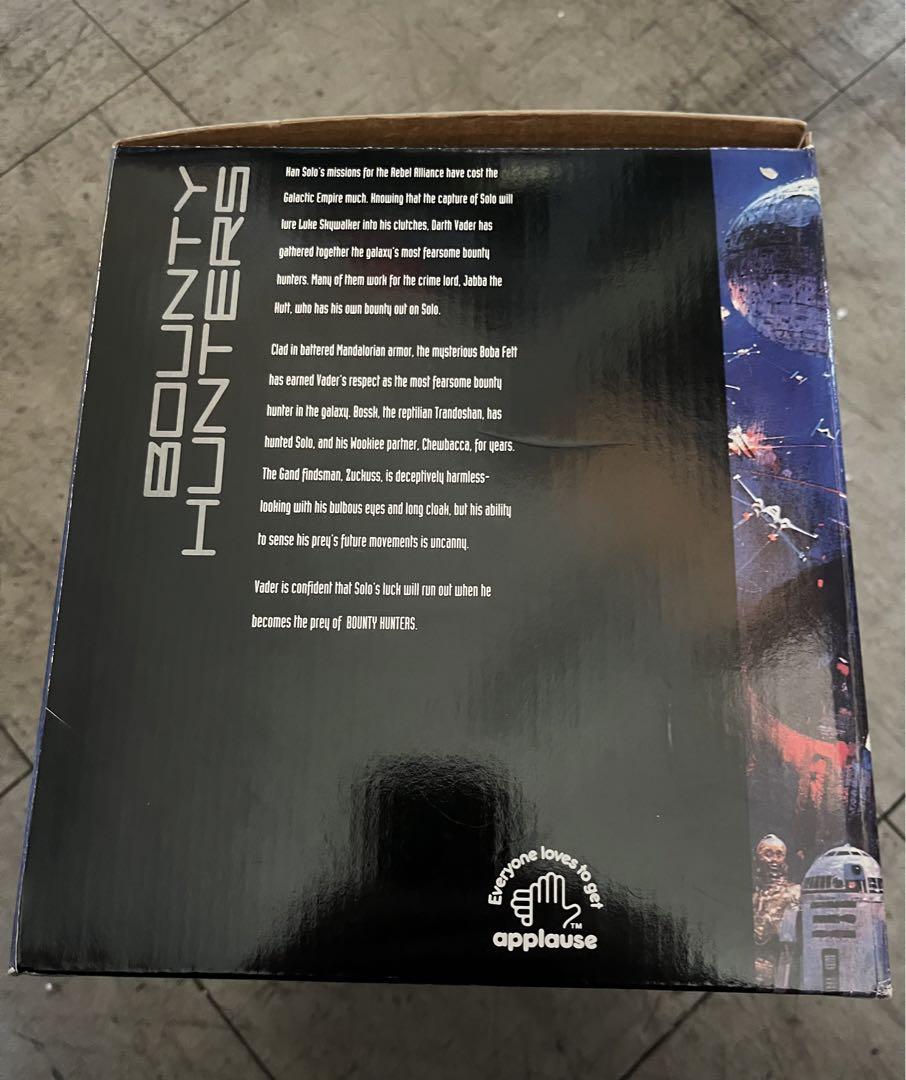 BOUNTY
HUNTERS
Han Solo's missions for the Rebel Alliance have cost the
Galactic Empire much. Knowing that the capture of Solo will
lure Luke Skywalker into his clutches, Darth Vader has
gathered together the galaxy's most fearsome bounty
hunters. Many of them work for the crime lord, Jabba the
Hutt, who has his own bounty out on Solo.
Clad in battered Mandalorian armor, the mysterious Boba Fett
has earned Vader's respect as the most fearsome bounty
hunter in the galaxy. Bossk, the reptilian Trandoshan, has
hunted Solo, and his Wookiee partner, Chewbacca, for years.
The Gand findsman, Zuckuss, is deceptively harmless-
looking with his bulbous eyes and long cloak, but his ability
to sense his prey's future movements is uncanny.
Vader is confident that Solo's luck will run out when he
becomes the prey of BOUNTY HUNTERS.
Everyone loves to get
TM
applause